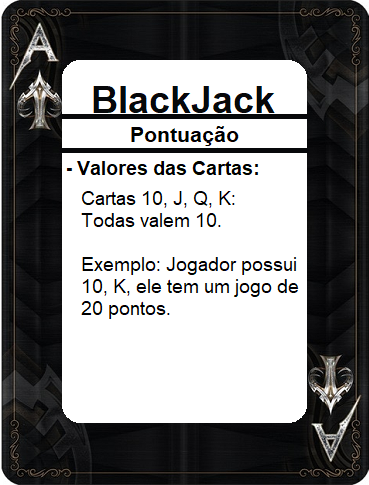 A
BlackJack
Pontuação
- Valores das Cartas:
Cartas 10, J, Q, K:
Todas valem 10.
Exemplo: Jogador possui
10, K, ele tem um jogo de
20 pontos.
A